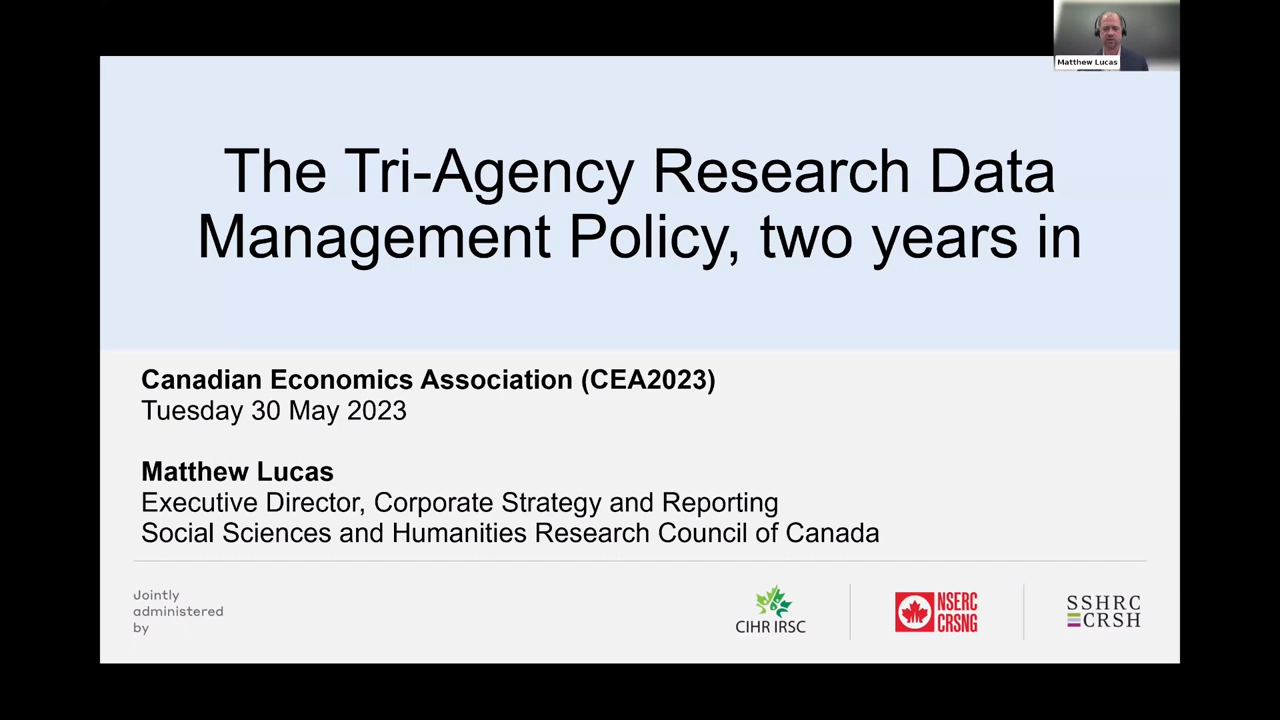 Matthew Lucas
The Tri-Agency Research Data
Management Policy, two years in
Canadian Economics Association (CEA2023)
Tuesday 30 May 2023
Matthew Lucas
Executive Director, Corporate Strategy and Reporting
Social Sciences and Humanities Research Council of Canada
Jointly
administered
by
CIHR IRSC
NSERC
CRSNG
SSHRC
CRSH